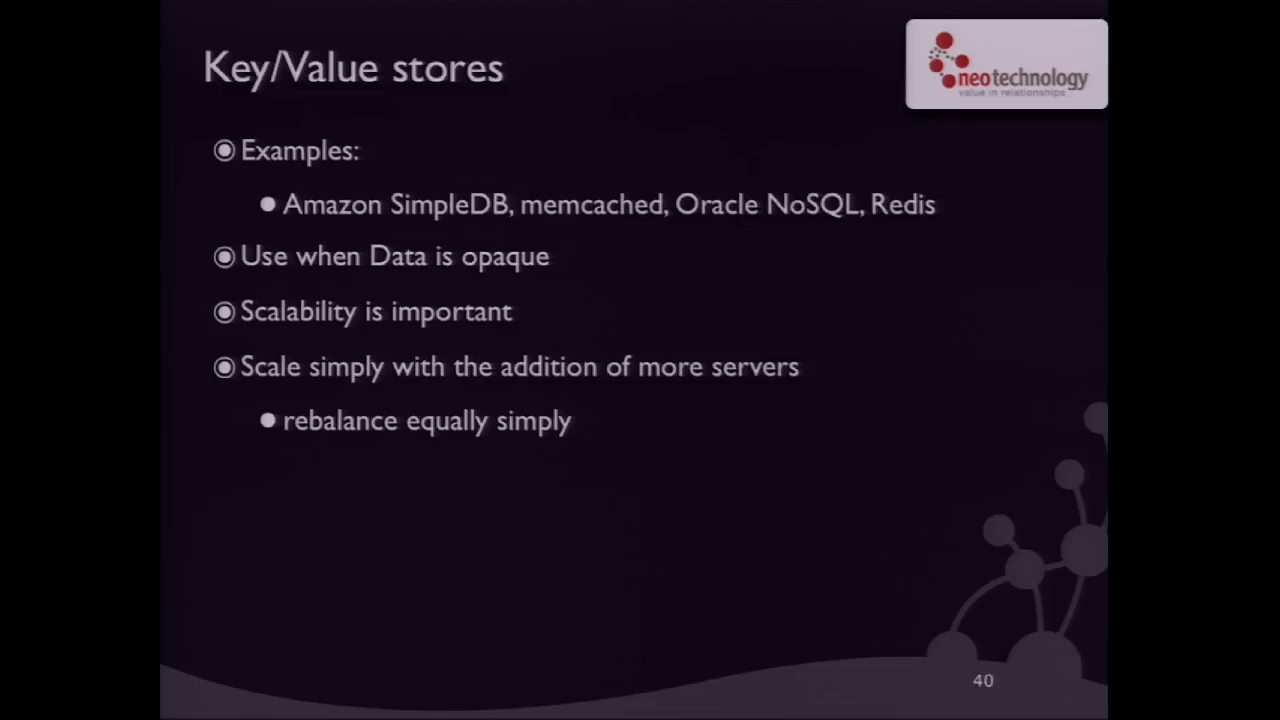 Key/Value stores
neotechnology
value in relationships
Examples:
Amazon SimpleDB, memcached, Oracle NoSQL, Redis
Use when Data is opaque
Scalability is important
Scale simply with the addition of more servers
rebalance equally simply
40